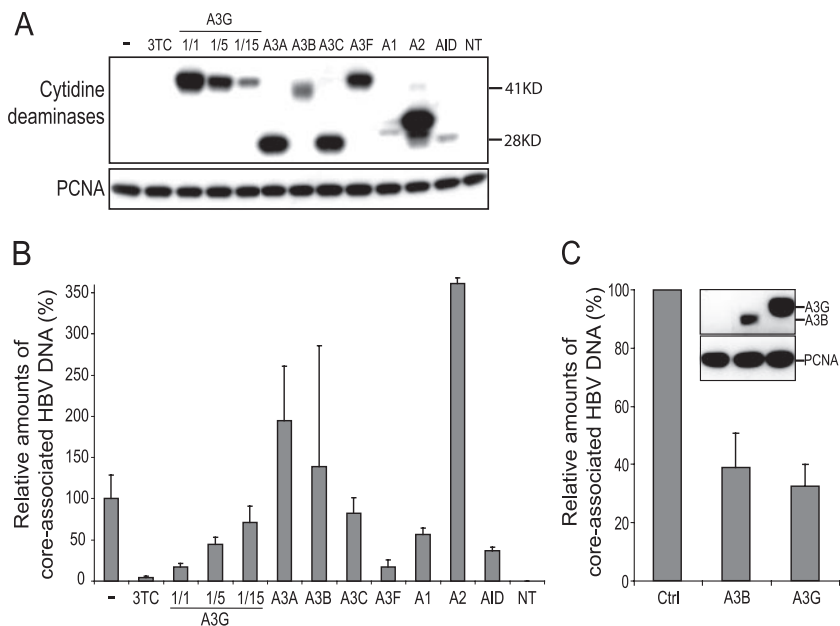 A
A3G
- 3TC 1/1 1/5 1/15 A3A A3B A3C A3F A1 A2 AID NT
Cytidine
deaminases
41KD
28KD
PCNA
B
Relative amounts of
core-associated HBV DNA (%)
350
300
250
200
150
100
50
0
- 3TC 1/1 1/5 1/15 A3A A3B A3C A3F A1 A2 AID NT
A3G
C
Relative amounts of
core-associated HBV DNA (%)
100
80
60
40
20
0
A3G
A3B
PCNA
Ctrl A3B A3G